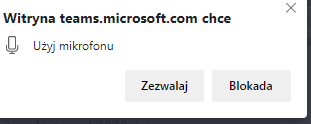 Witryna teams.microsoft.com chce
Użyj mikrofonu
Zezwalaj Blokada